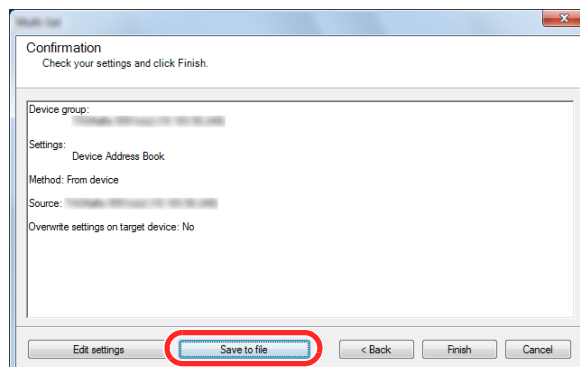 Confirmation
Check your settings and click Finish.
Device group:
Settings:
Device Address Book
Method: From device
Source:
Overwrite settings on target device: No
Edit settings
Save to file
< Back
Finish
Cancel